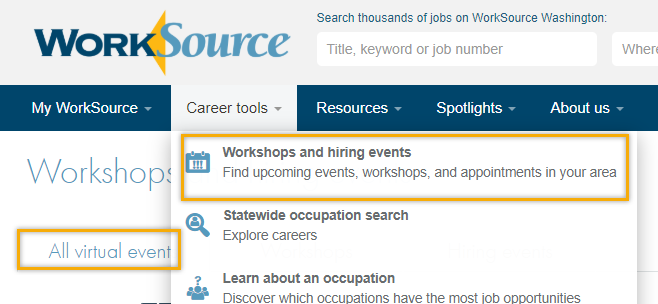 WORKSOURCE
Search thousands of jobs on WorkSource Washington:
Title, keyword or job number
Where
My WorkSource
Career tools
Resources
Spotlights
About us
Workshops
Workshops and hiring events
Find upcoming events, workshops, and appointments in your area
Statewide occupation search
Explore careers
All virtual event
Learn about an occupation
Discover which occupations have the most job opportunities